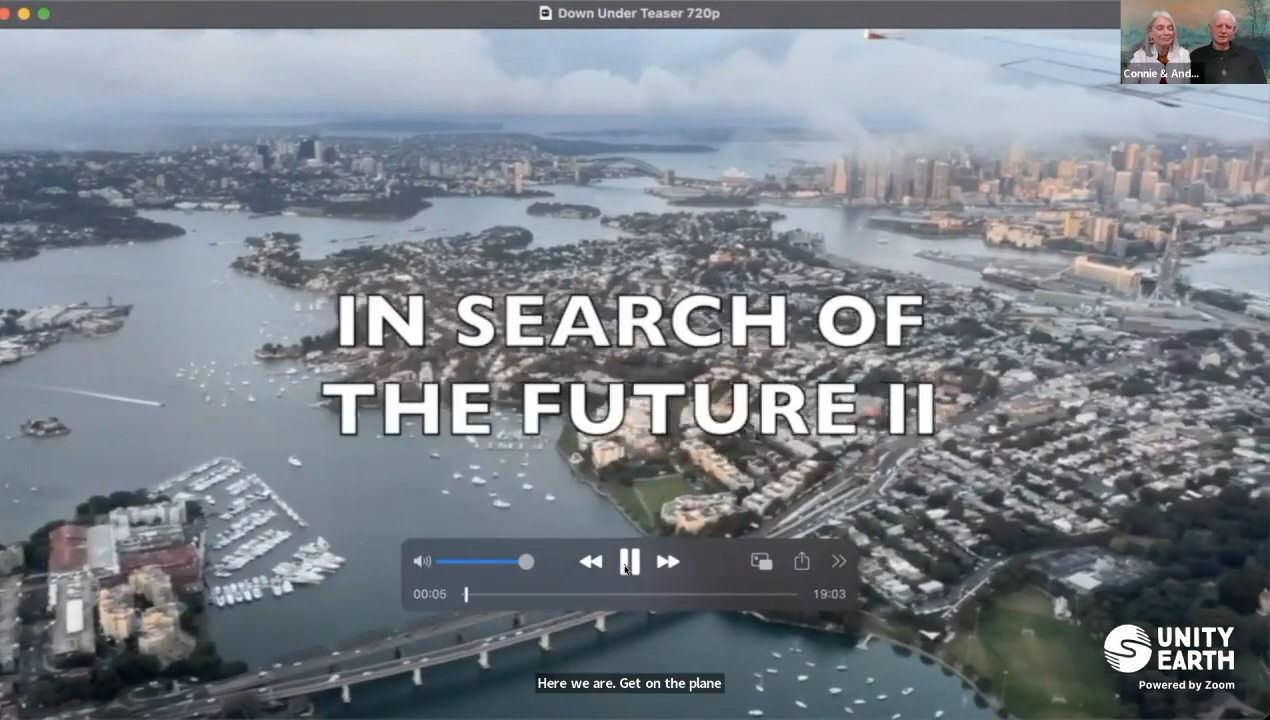 Down Under Teaser 720p
Connie & And...
IN SEARCH OF
THE FUTURE II
00:05
19:03
UNITY
EARTH
Powered by Zoom
Here we are. Get on the plane